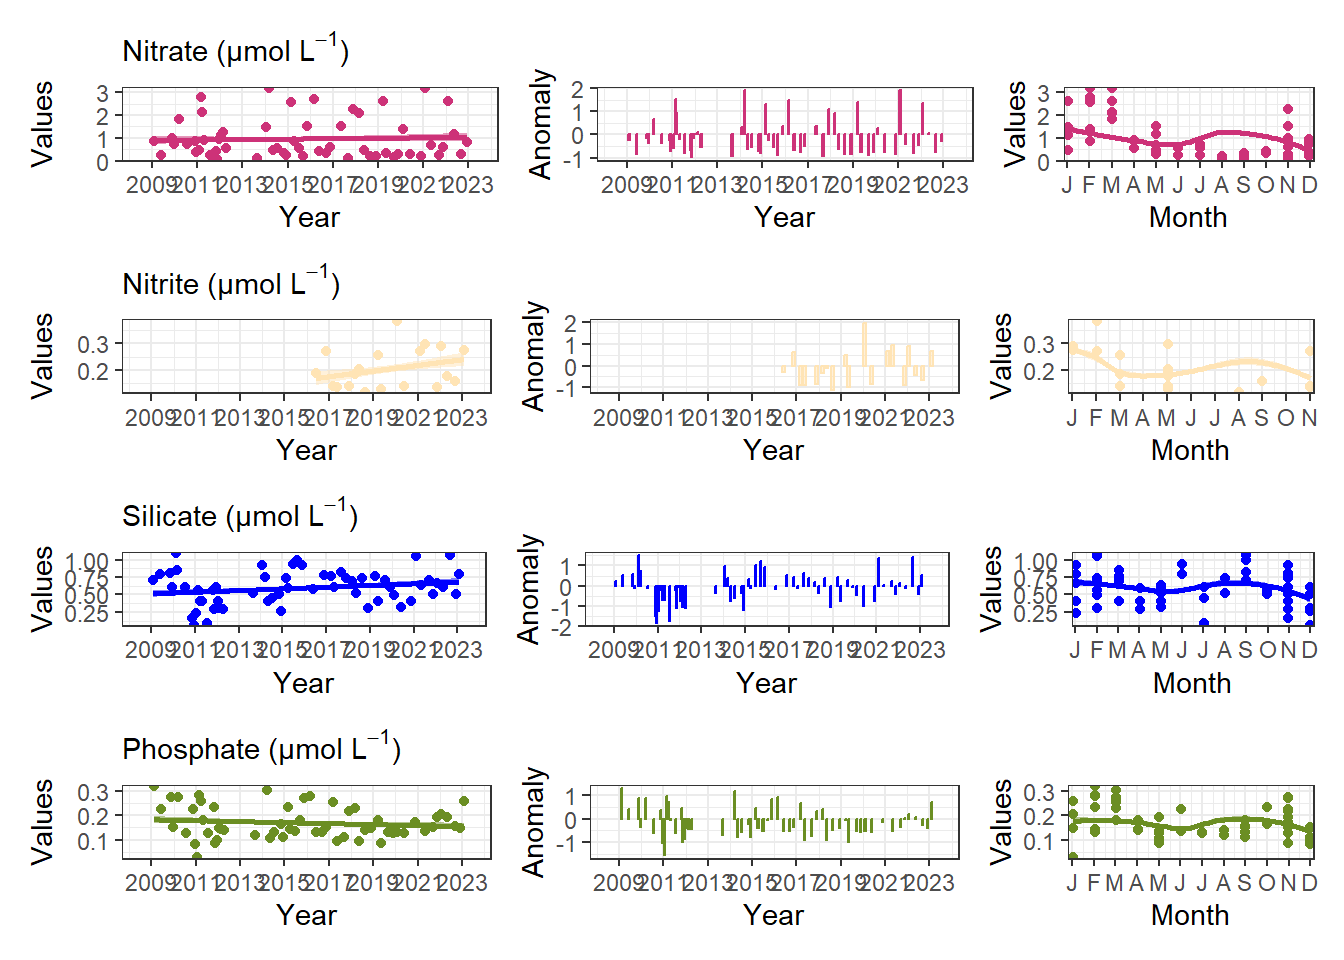 Nitrate (µmol L⁻¹)
Values
3
2
1
0
2009 2011 2013 2015 2017 2019 2021 2023
Year
Anomaly
2
1
0
-1
2009 2011 2013 2015 2017 2019 2021 2023
Year
Values
3
2
1
0
J F M A M J J A S O N D
Month
Nitrite (µmol L⁻¹)
Values
0.3
0.2
2009 2011 2013 2015 2017 2019 2021 2023
Year
Anomaly
2
1
0
-1
2009 2011 2013 2015 2017 2019 2021 2023
Year
Values
0.3
0.2
J F M A M J J A S O N
Month
Silicate (µmol L⁻¹)
Values
1.00
0.75
0.50
0.25
2009 2011 2013 2015 2017 2019 2021 2023
Year
Anomaly
1
0
-1
-2
2009 2011 2013 2015 2017 2019 2021 2023
Year
Values
1.00
0.75
0.50
0.25
J F M A M J J A S O N D
Month
Phosphate (µmol L⁻¹)
Values
0.3
0.2
0.1
2009 2011 2013 2015 2017 2019 2021 2023
Year
Anomaly
1
0
-1
2009 2011 2013 2015 2017 2019 2021 2023
Year
Values
0.3
0.2
0.1
J F M A M J J A S O N D
Month